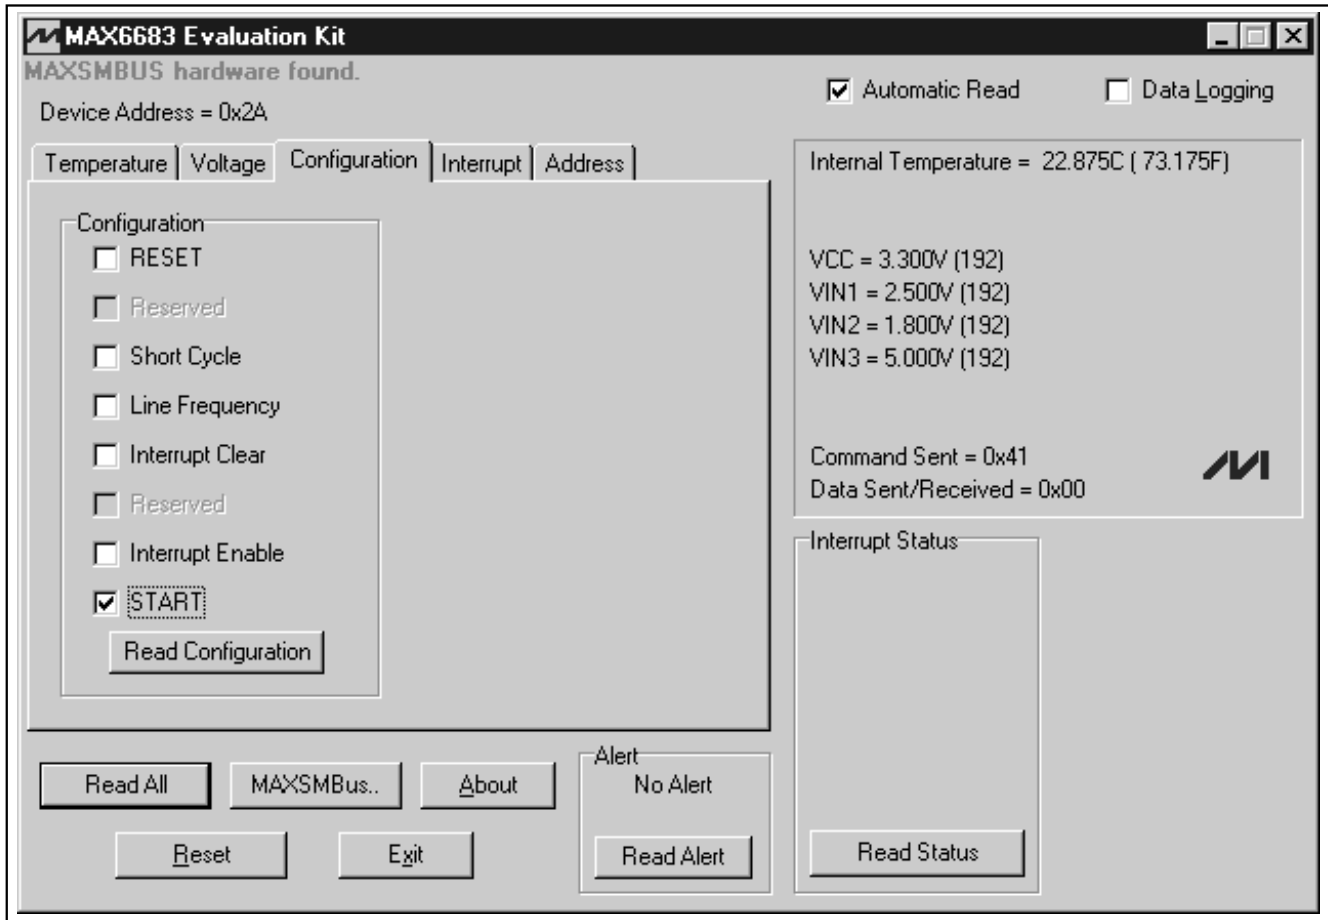 MAX6683 Evaluation Kit
MAXSMBUS hardware found.
Device Address = 0x2A
Automatic Read
Data Logging
Temperature
Voltage
Configuration
Interrupt
Address
Configuration
RESET
Reserved
Short Cycle
Line Frequency
Interrupt Clear
Reserved
Interrupt Enable
START
Read Configuration
Internal Temperature = 22.875C ( 73.175F)
VCC = 3.300V (192)
VIN1 = 2.500V (192)
VIN2 = 1.800V (192)
VIN3 = 5.000V (192)
Command Sent = 0x41
Data Sent/Received = 0x00
Interrupt Status
Read Status
Read All
MAXSMBus..
About
Reset
Exit
Alert
No Alert
Read Alert